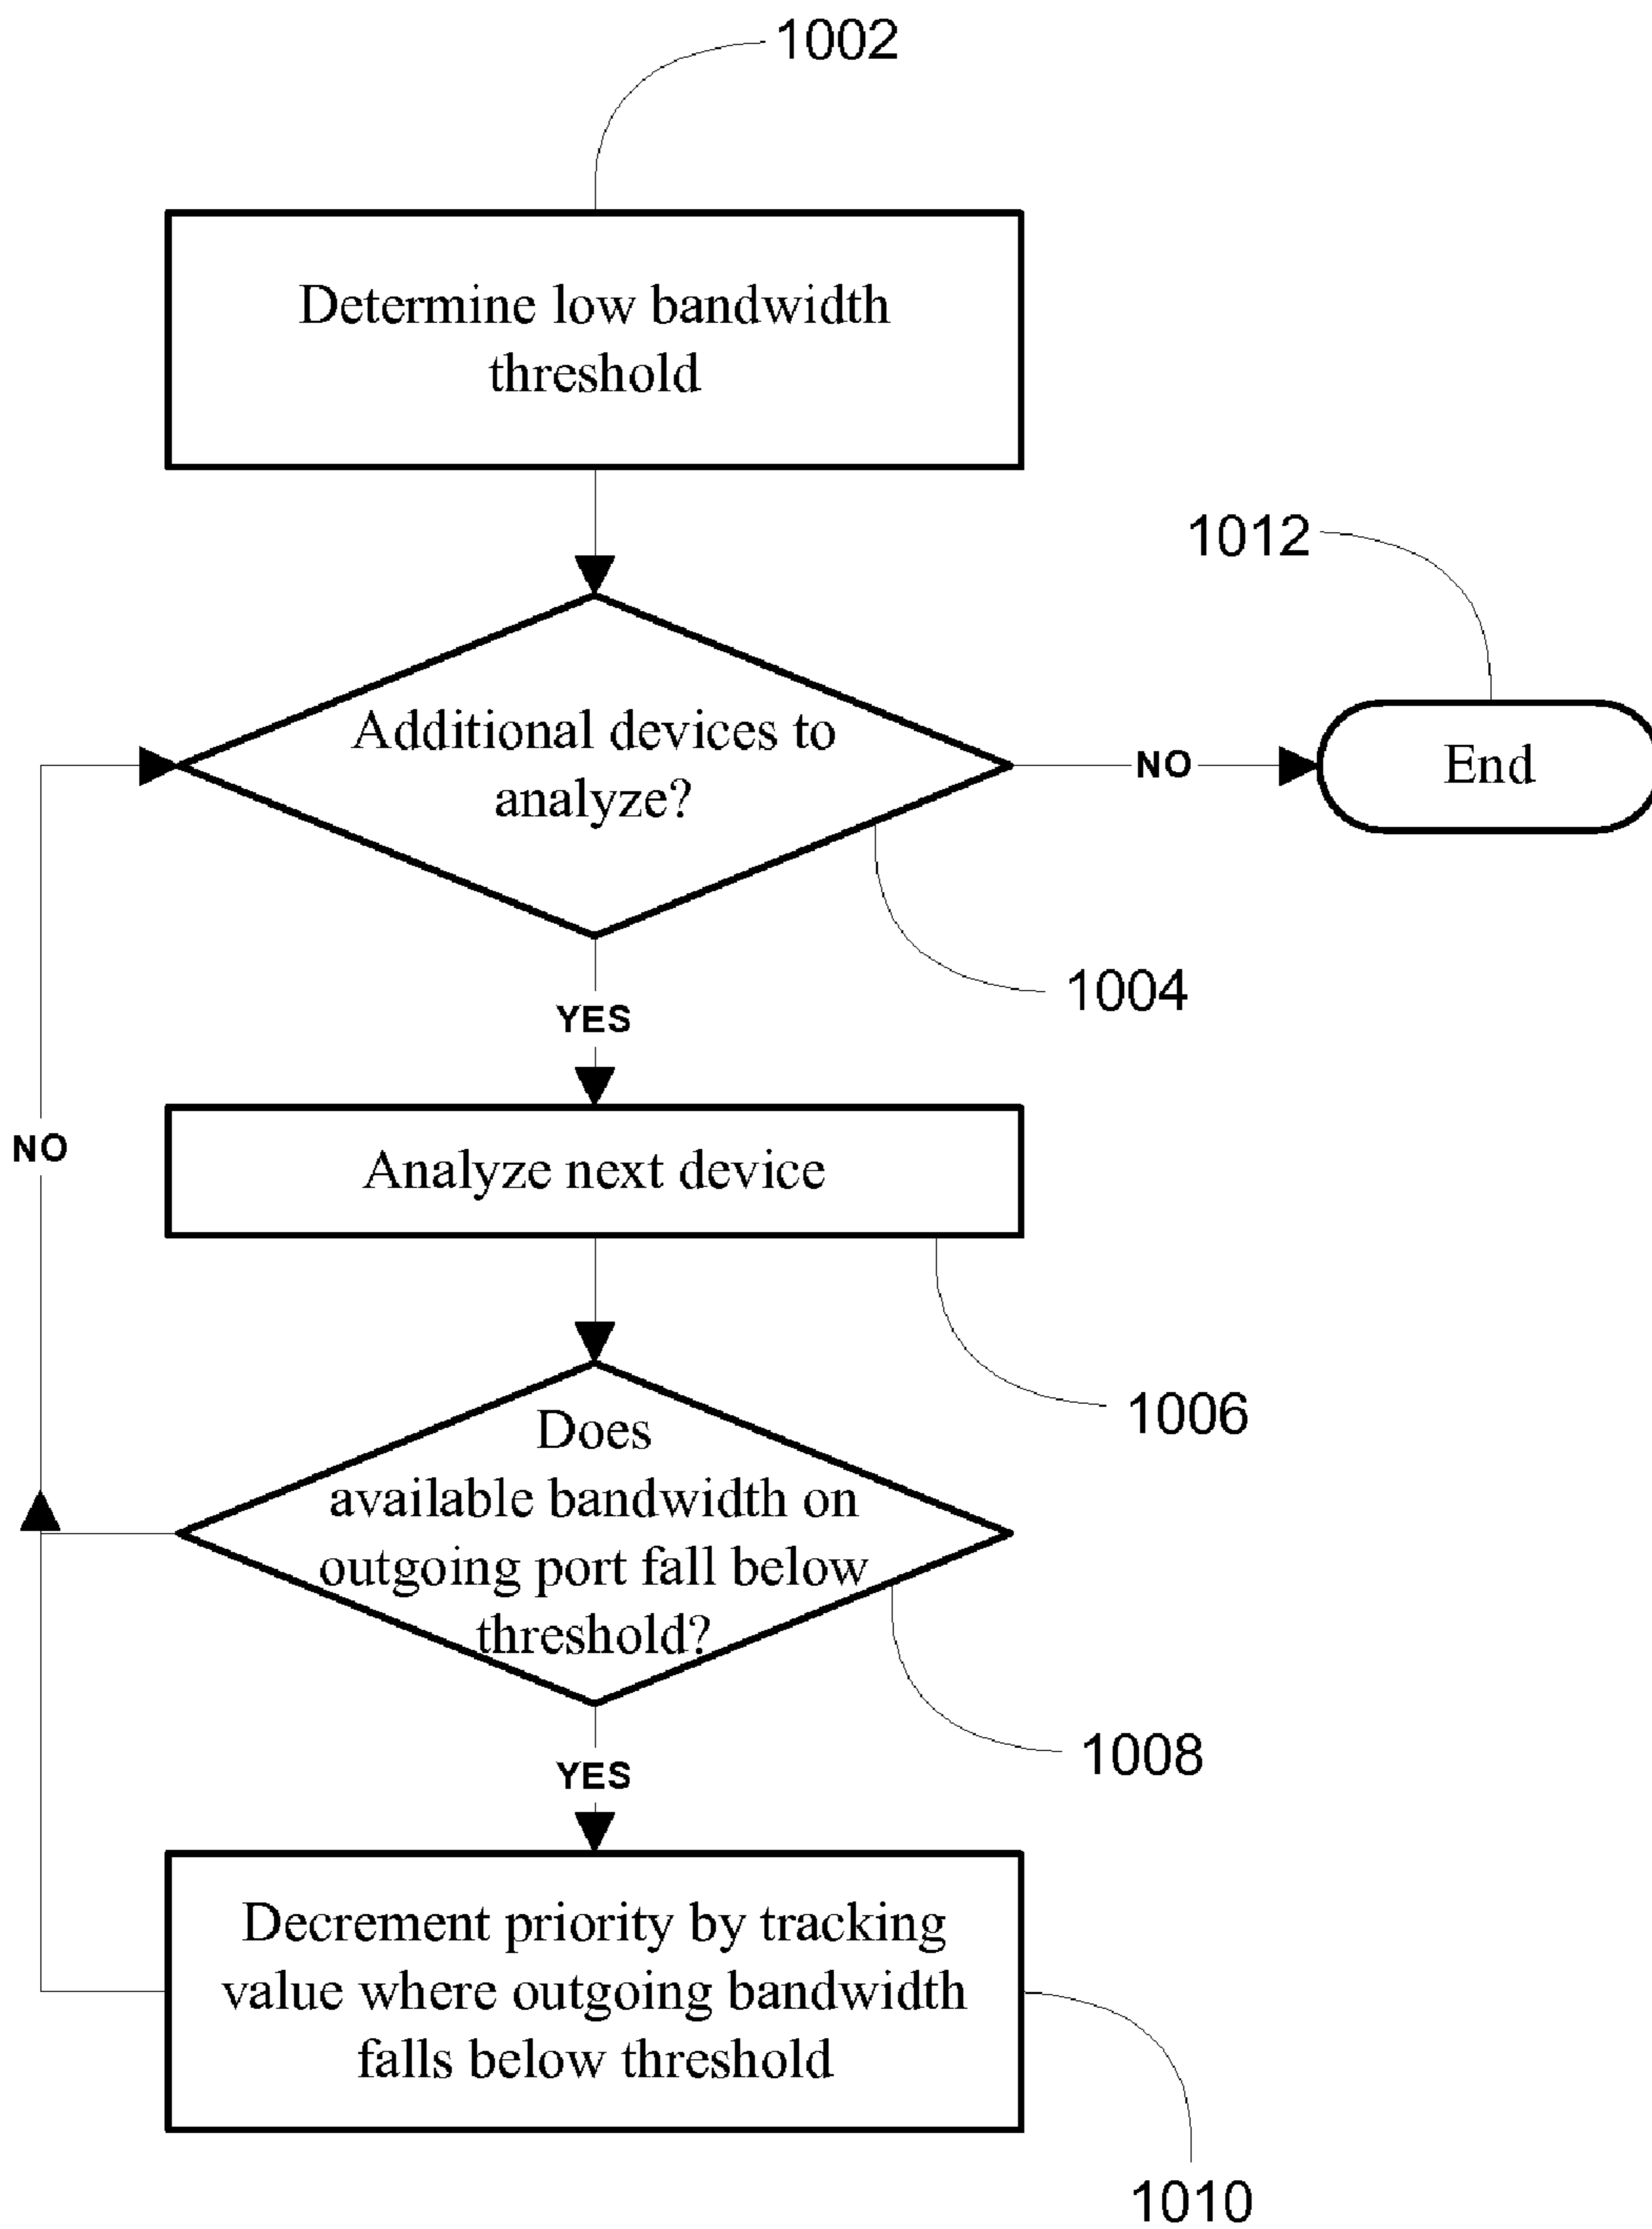 1002
Determine low bandwidth
threshold
1012
Additional devices to
analyze?
NO
End
1004
YES
NO
Analyze next device
1006
Does
available bandwidth on
outgoing port fall below
threshold?
1008
YES
Decrement priority by tracking
value where outgoing bandwidth
falls below threshold
1010